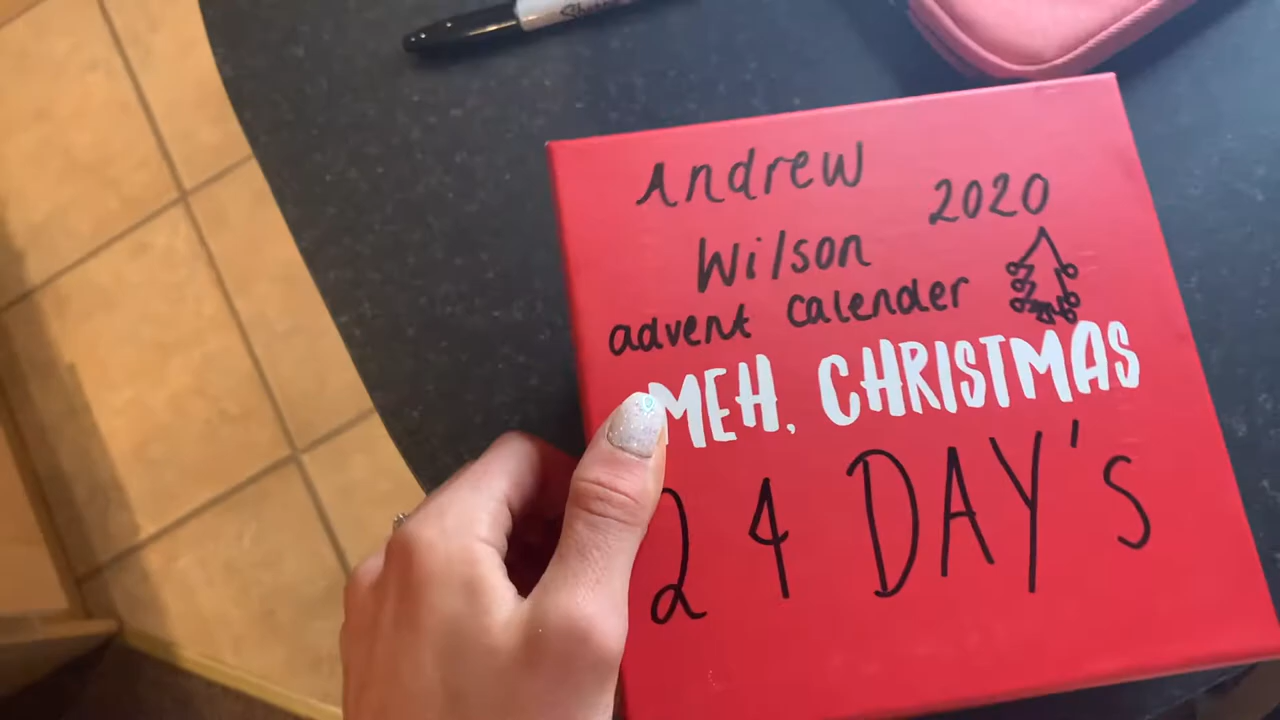 Andrew
2020
Wilson
advent calender
MEH, CHRISTMAS
24 DAY's